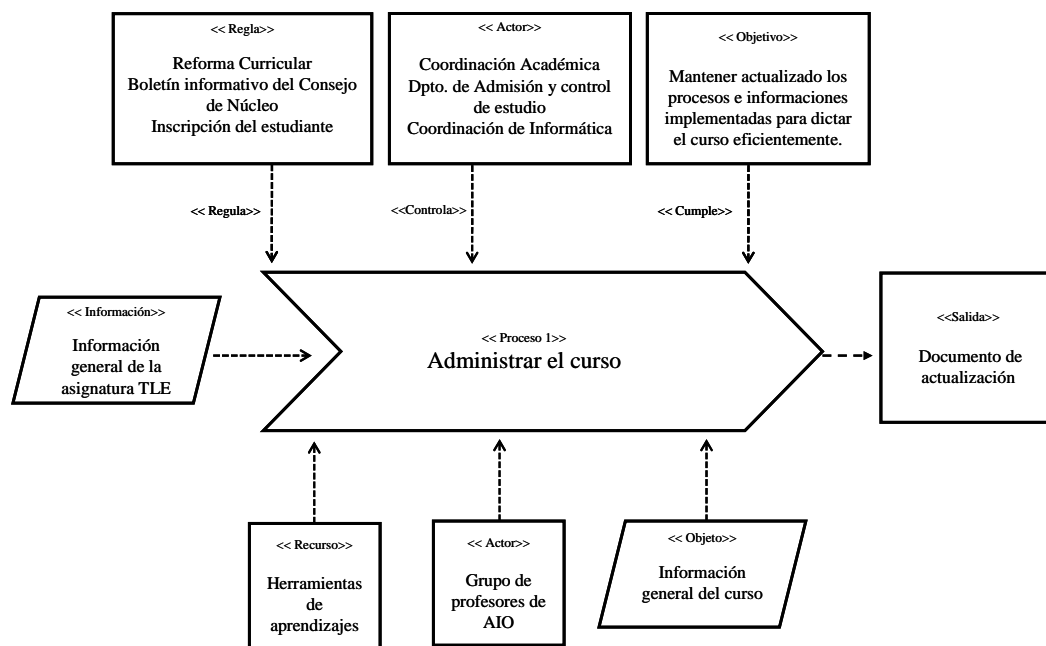 << Regla>>
Reforma Curricular
Boletín informativo del Consejo
de Núcleo
Inscripción del estudiante
<< Actor>>
Coordinación Académica
Dpto. de Admisión y control
de estudio
Coordinación de Informática
<< Objetivo>>
Mantener actualizado los
procesos e informaciones
implementadas para dictar
el curso eficientemente.
<< Regula>>
<<Controla>>
<< Cumple>>
<< Información>>
Información
general de la
asignatura TLE
<< Proceso 1>>
Administrar el curso
<<Salida>>
Documento de
actualización
<< Recurso>>
Herramientas
de
aprendizajes
<< Actor>>
Grupo de
profesores de
AIO
<< Objeto>>
Información
general del curso